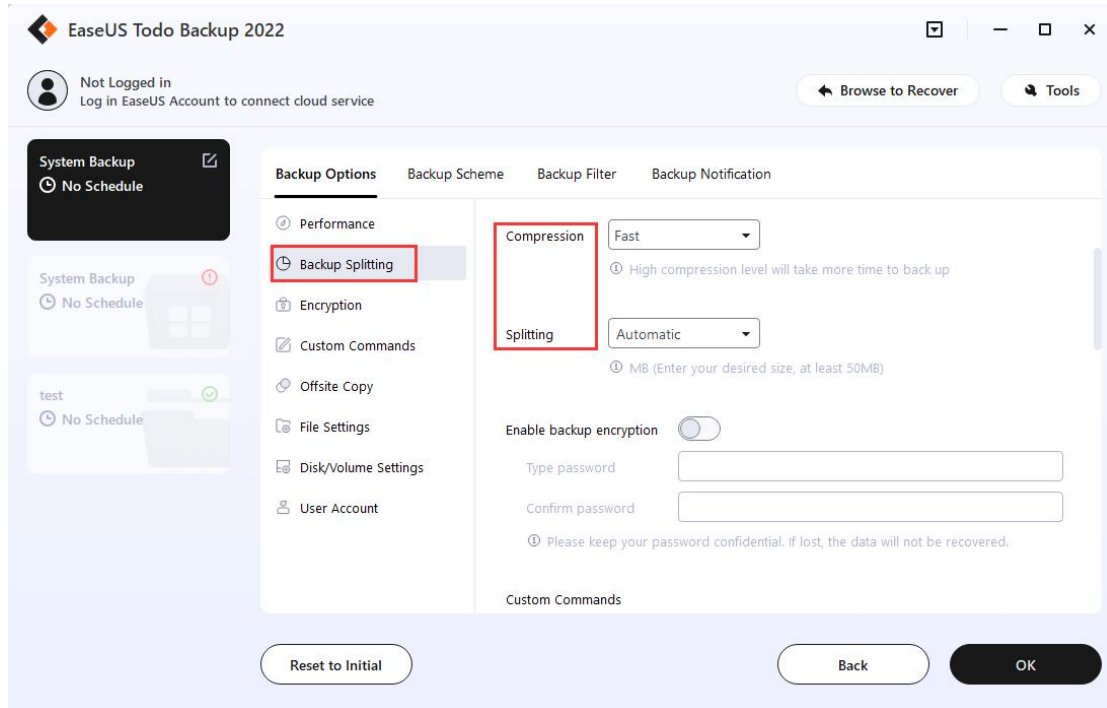 EaseUS Todo Backup 2022
Not Logged in
Log in EaseUS Account to connect cloud service
Browse to Recover
Tools
System Backup
No Schedule
System Backup
No Schedule
test
No Schedule
Backup Options
Backup Scheme
Backup Filter
Backup Notification
Performance
Backup Splitting
Encryption
Custom Commands
Offsite Copy
File Settings
Disk/Volume Settings
User Account
Compression
Fast
High compression level will take more time to back up
Splitting
Automatic
MB (Enter your desired size, at least 50MB)
Enable backup encryption
Type password
Confirm password
Please keep your password confidential. If lost, the data will not be recovered.
Custom Commands
Reset to Initial
Back
OK